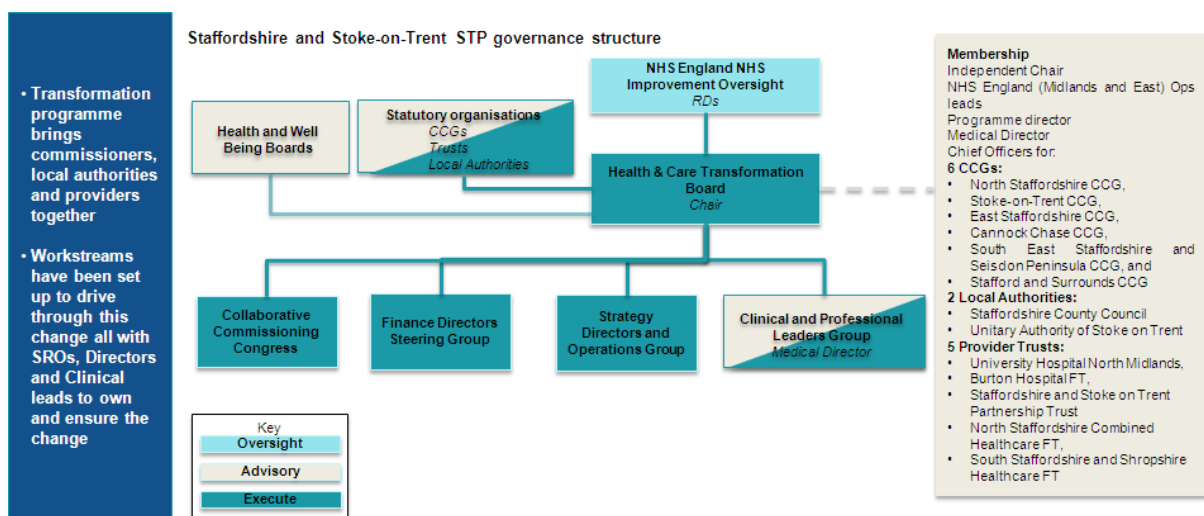 Staffordshire and Stoke-on-Trent STP governance structure
• Transformation
programme
brings
commissioners,
local authorities
and providers
together
• Workstreams
have been set
up to drive
through this
change all with
SROs, Directors
and Clinical
leads to own
and ensure the
change
Health and Well
Being Boards
Statutory organisations
CCGs
Trusts
Local Authorities
NHS England NHS
Improvement Oversight
RDs
Health & Care Transformation
Board
Chair
Collaborative
Commissioning
Congress
Finance Directors
Steering Group
Strategy
Directors and
Operations Group
Clinical and Professional
Leaders Group
Medical Director
Key
Oversight
Advisory
Execute
Membership
Independent Chair
NHS England (Midlands and East) Ops
leads
Programme director
Medical Director
Chief Officers for:
6 CCGs:
• North Staffordshire CCG,
• Stoke-on-Trent CCG,
• East Staffordshire CCG,
• Cannock Chase CCG,
• South East Staffordshire and
Seisdon Peninsula CCG, and
• Stafford and Surrounds CCG
2 Local Authorities:
• Staffordshire County Council
• Unitary Authority of Stoke on Trent
5 Provider Trusts:
• University Hospital North Midlands,
• Burton Hospital FT,
• Staffordshire and Stoke on Trent
Partnership Trust
• North Staffordshire Combined
Healthcare FT,
• South Staffordshire and Shropshire
Healthcare FT